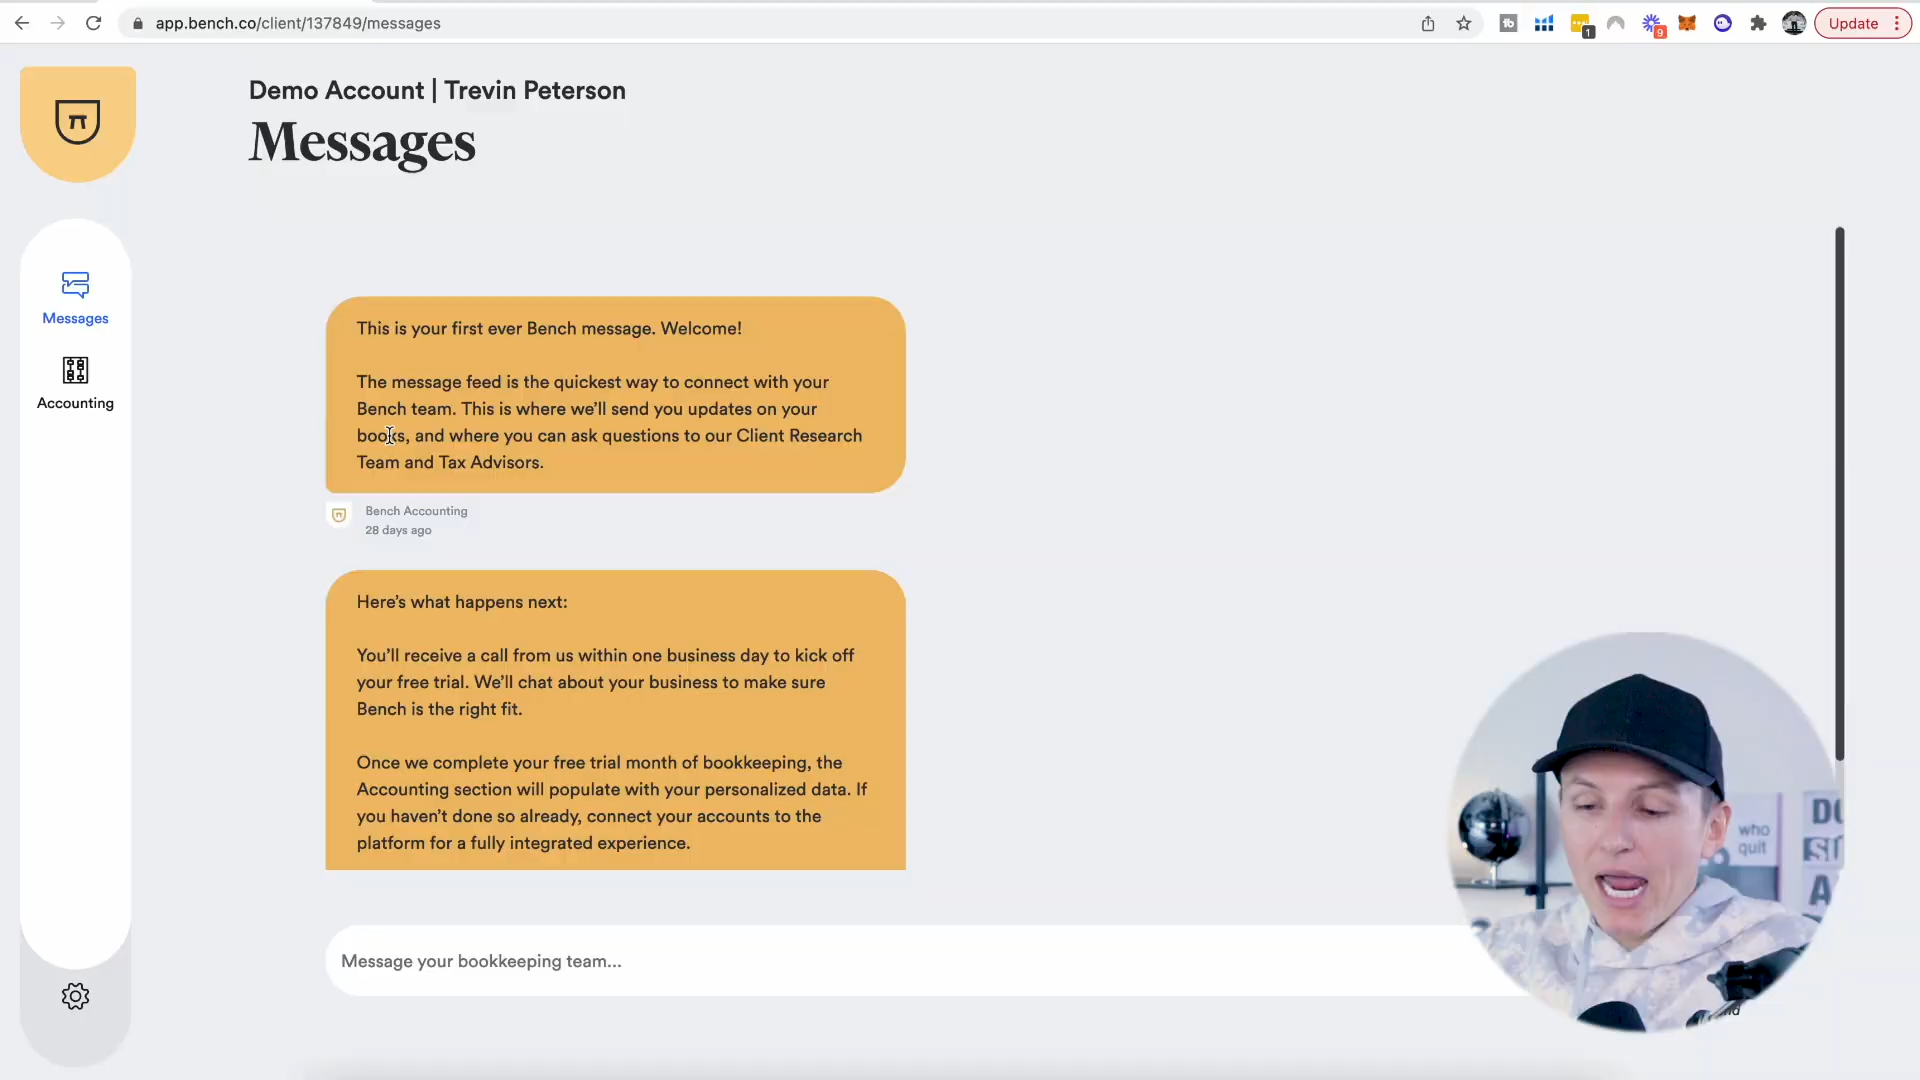 app.bench.co/client/137849/messages
1
9
Update
Demo Account | Trevin Peterson
Messages
Messages
Accounting
This is your first ever Bench message. Welcome!
The message feed is the quickest way to connect with your
Bench team. This is where we'll send you updates on your
books, and where you can ask questions to our Client Research
Team and Tax Advisors.
Bench Accounting
28 days ago
Here's what happens next:
You'll receive a call from us within one business day to kick off
your free trial. We'll chat about your business to make sure
Bench is the right fit.
Once we complete your free trial month of bookkeeping, the
Accounting section will populate with your personalized data. If
you haven't done so already, connect your accounts to the
platform for a fully integrated experience.
Message your bookkeeping team...
who
quit